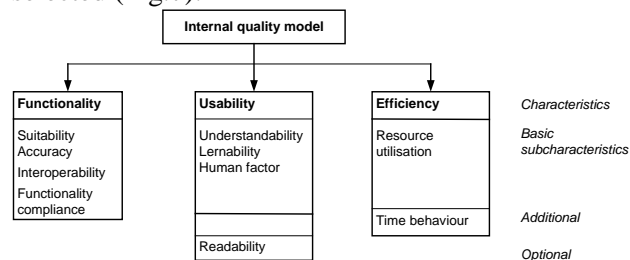 Internal quality model
Functionality
Suitability
Accuracy
Interoperability
Functionality
compliance
Usability
Understandability
Lernability
Human factor
Readability
Efficiency
Resource
utilisation
Time behaviour
Characteristics
Basic
subcharacteristics
Additional
Optional